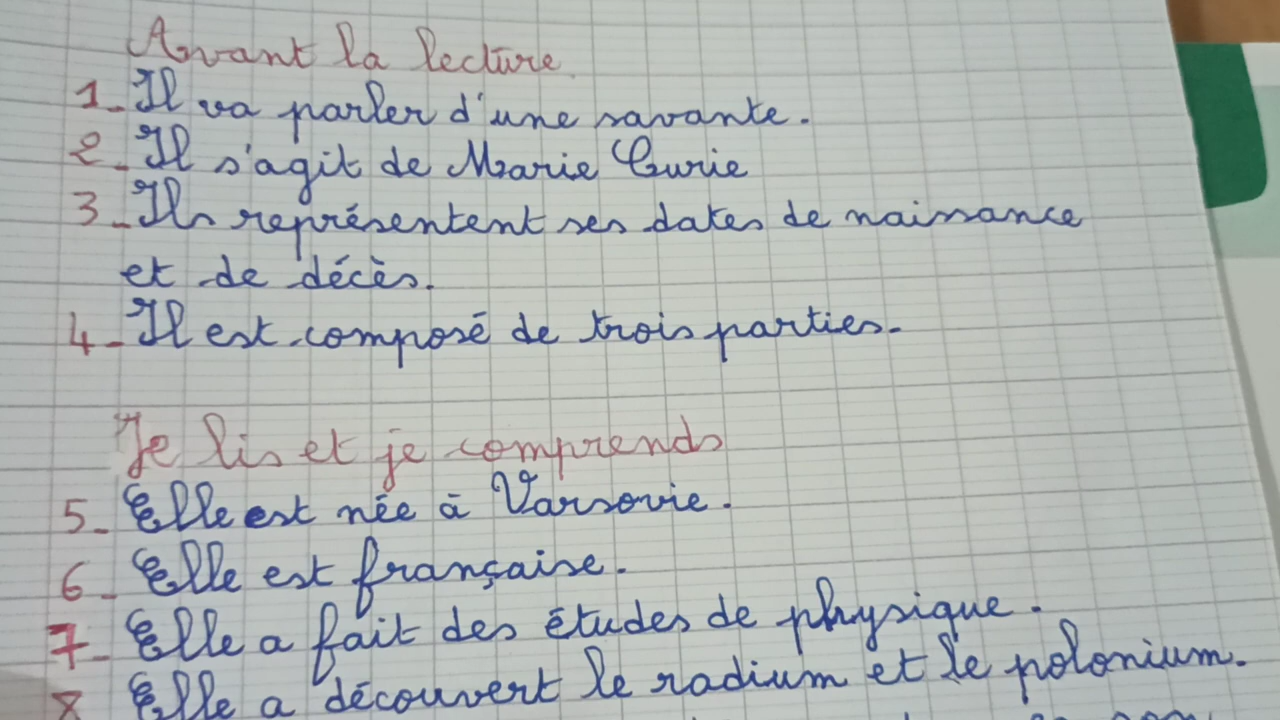 Avant la lecture
1- Il va parler d'une savante.
2- Il s'agit de Marie Curie
3- Ils représentent ses dates de naissance
et de décès.
4- Il est composé de trois parties.
Je lis et je comprends
5- Elle est née à Varsovie.
6- Elle est française.
7- Elle a fait des études de physique.
8 Elle a découvert le radium et le polonium.